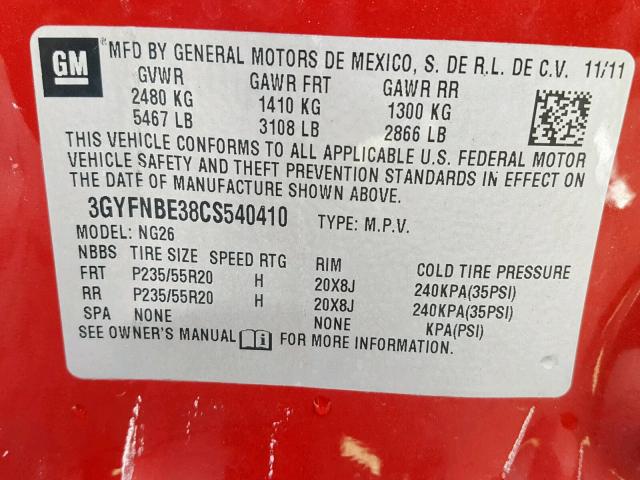 GM
MFD BY GENERAL MOTORS DE MEXICO, S. DE R.L. DE C.V. 11/11
GVWR GAWR FRT GAWR RR
2480 KG 1410 KG 1300 KG
5467 LB 3108 LB 2866 LB
THIS VEHICLE CONFORMS TO ALL APPLICABLE U.S. FEDERAL MOTOR
VEHICLE SAFETY AND THEFT PREVENTION STANDARDS IN EFFECT ON
THE DATE OF MANUFACTURE SHOWN ABOVE.
3GYFNBE38CS540410 TYPE: M.P.V.
MODEL: NG26
NBBS TIRE SIZE SPEED RTG RIM COLD TIRE PRESSURE
FRT P235/55R20 H 20X8J 240KPA(35PSI)
RR P235/55R20 H 20X8J 240KPA(35PSI)
SPA NONE NONE KPA(PSI)
SEE OWNER'S MANUAL FOR MORE INFORMATION.